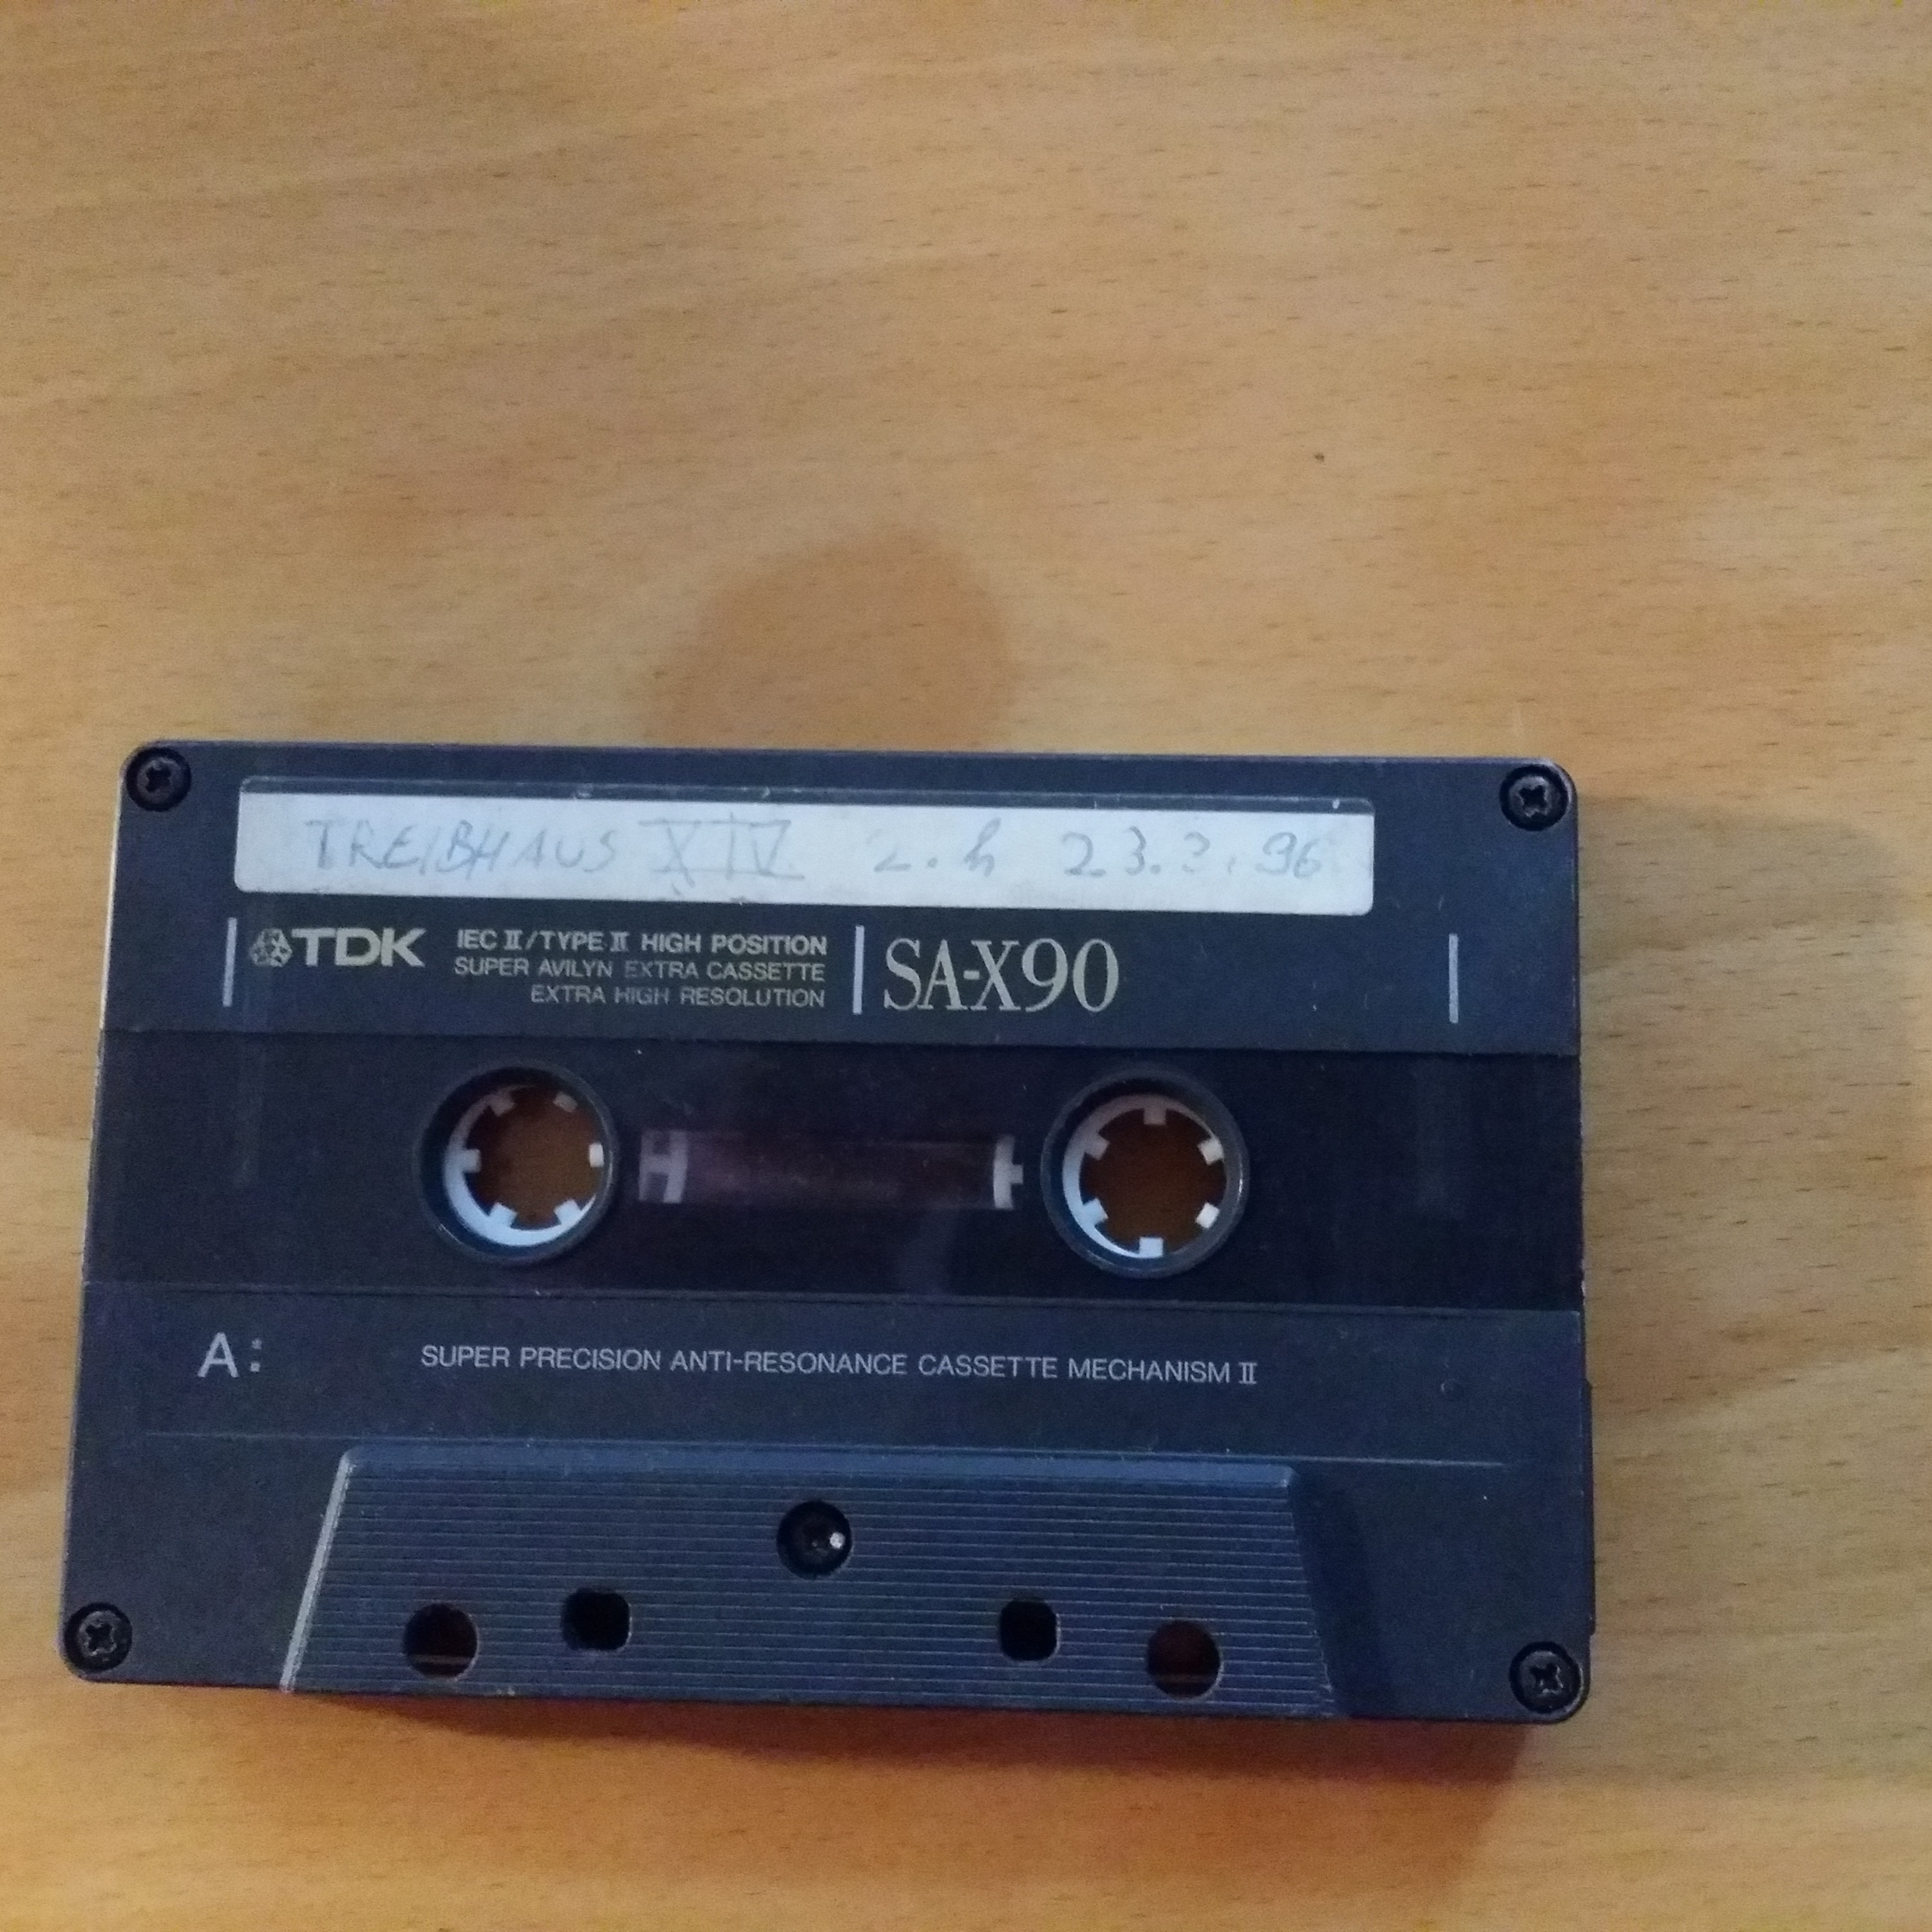 TREIBHAUS XIV 2. h 23.2.96
TDK
IEC II/TYPE II HIGH POSITION
SUPER AVILYN EXTRA CASSETTE
EXTRA HIGH RESOLUTION
SA-X90
A:
SUPER PRECISION ANTI-RESONANCE CASSETTE MECHANISM II